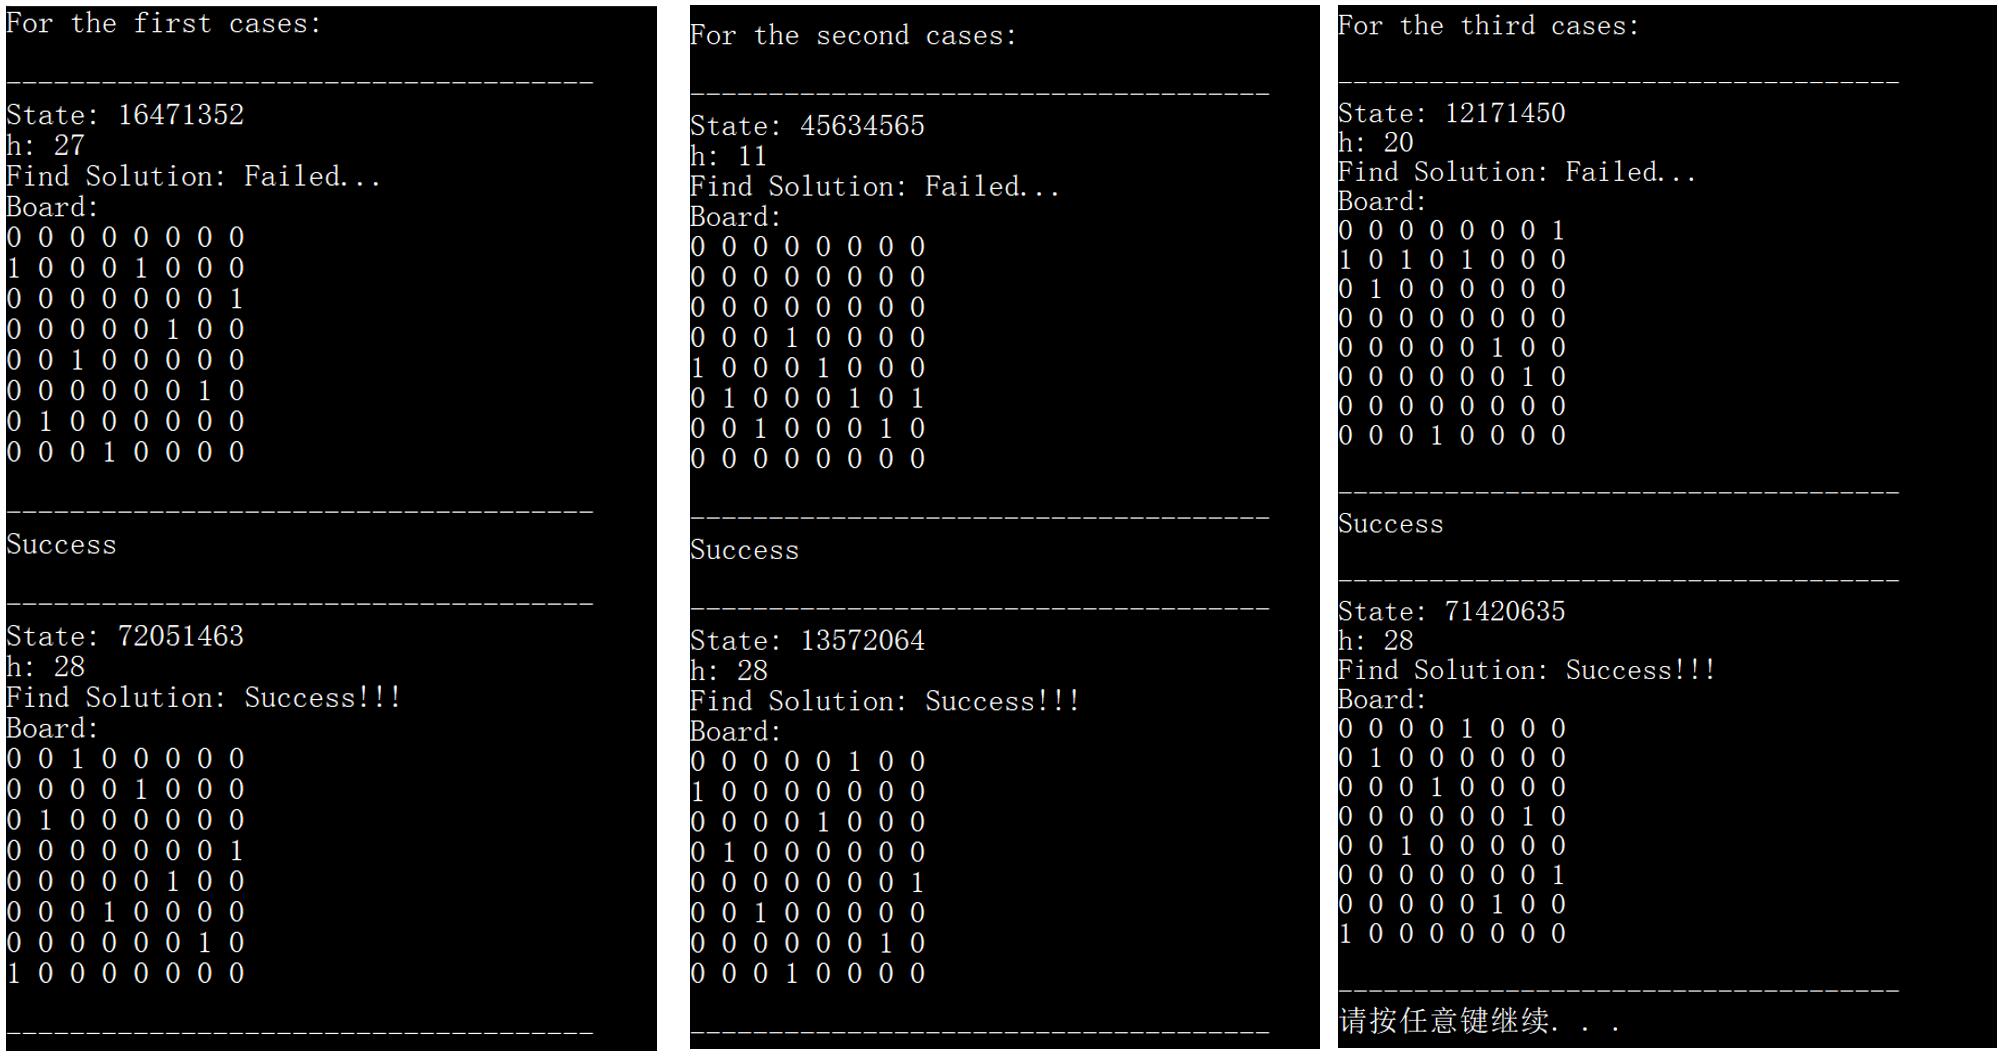 For the first cases:
-------------------------------------
State: 16471352
h: 27
Find Solution: Failed...
Board:
0 0 0 0 0 0 0 0
1 0 0 0 1 0 0 0
0 0 0 0 0 0 0 1
0 0 0 0 0 1 0 0
0 0 1 0 0 0 0 0
0 0 0 0 0 0 1 0
0 1 0 0 0 0 0 0
0 0 0 1 0 0 0 0
-------------------------------------
Success
-------------------------------------
State: 72051463
h: 28
Find Solution: Success!!!
Board:
0 0 1 0 0 0 0 0
0 0 0 0 1 0 0 0
0 1 0 0 0 0 0 0
0 0 0 0 0 0 0 1
0 0 0 0 0 1 0 0
0 0 0 1 0 0 0 0
0 0 0 0 0 0 1 0
1 0 0 0 0 0 0 0
-------------------------------------
For the second cases:
-------------------------------------
State: 45634565
h: 11
Find Solution: Failed...
Board:
0 0 0 0 0 0 0 0
0 0 0 0 0 0 0 0
0 0 0 0 0 0 0 0
0 0 0 1 0 0 0 0
1 0 0 0 1 0 0 0
0 1 0 0 0 1 0 1
0 0 1 0 0 0 1 0
0 0 0 0 0 0 0 0
-------------------------------------
Success
-------------------------------------
State: 13572064
h: 28
Find Solution: Success!!!
Board:
0 0 0 0 0 1 0 0
1 0 0 0 0 0 0 0
0 0 0 0 1 0 0 0
0 1 0 0 0 0 0 0
0 0 0 0 0 0 0 1
0 0 1 0 0 0 0 0
0 0 0 0 0 0 1 0
0 0 0 1 0 0 0 0
-------------------------------------
For the third cases:
-------------------------------------
State: 12171450
h: 20
Find Solution: Failed...
Board:
0 0 0 0 0 0 0 1
1 0 1 0 1 0 0 0
0 1 0 0 0 0 0 0
0 0 0 0 0 0 0 0
0 0 0 0 0 1 0 0
0 0 0 0 0 0 1 0
0 0 0 0 0 0 0 0
0 0 0 1 0 0 0 0
-------------------------------------
Success
-------------------------------------
State: 71420635
h: 28
Find Solution: Success!!!
Board:
0 0 0 0 1 0 0 0
0 1 0 0 0 0 0 0
0 0 0 1 0 0 0 0
0 0 0 0 0 0 1 0
0 0 1 0 0 0 0 0
0 0 0 0 0 0 0 1
0 0 0 0 0 1 0 0
1 0 0 0 0 0 0 0
-------------------------------------
请按任意键继续. . .